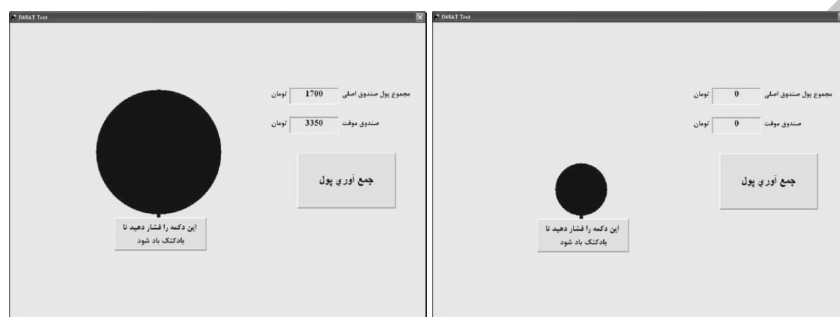 BART Test
مجموع پول صندوق اصلی 1700 تومان
صندوق موقت 3350 تومان
جمع آوري پول
این دکمه را فشار دهید تا
بادکنک باد شود
BART Test
مجموع پول صندوق اصلی 0 تومان
صندوق موقت 0 تومان
جمع آوري پول
این دکمه را فشار دهید تا
بادکنک باد شود